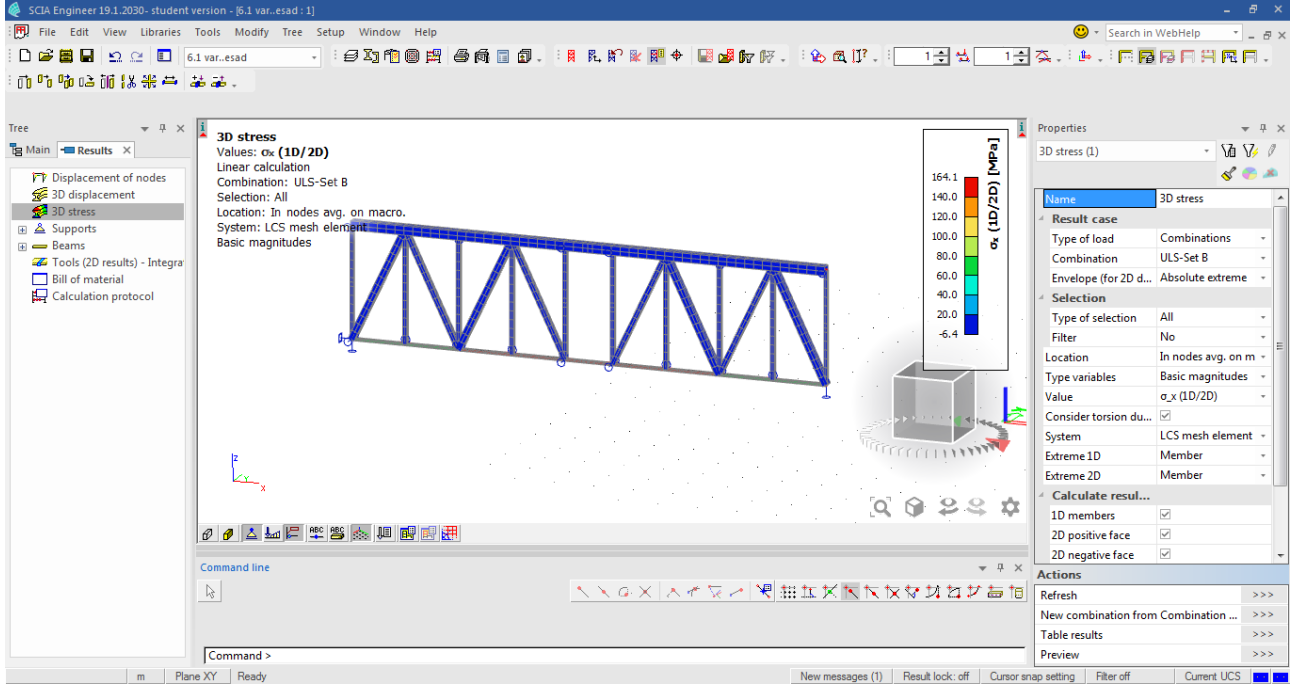 SCIA Engineer 19.1.2030- student version - [6.1 var..esad : 1]
File Edit View Libraries Tools Modify Tree Setup Window Help
Search in WebHelp
6.1 var..esad
1
1
Tree
Main Results
Displacement of nodes
3D displacement
3D stress
Supports
Beams
Tools (2D results) - Integra
Bill of material
Calculation protocol
3D stress
Values: σx (1D/2D)
Linear calculation
Combination: ULS-Set B
Selection: All
Location: In nodes avg. on macro.
System: LCS mesh element
Basic magnitudes
σx (1D/2D) [MPa]
164.1
140.0
120.0
100.0
80.0
60.0
40.0
20.0
-6.4
z
Y
x
ABC
ABC
Command line
Command >
Properties
3D stress (1)
Name 3D stress
Result case
Type of load Combinations
Combination ULS-Set B
Envelope (for 2D d... Absolute extreme
Selection
Type of selection All
Filter No
Location In nodes avg. on m
Type variables Basic magnitudes
Value σ_x (1D/2D)
Consider torsion du...
System LCS mesh element
Extreme 1D Member
Extreme 2D Member
Calculate resul...
1D members
2D positive face
2D negative face
Actions
Refresh >>>
New combination from Combination ... >>>
Table results >>>
Preview >>>
m Plane XY Ready New messages (1) Result lock: off Cursor snap setting Filter off Current UCS